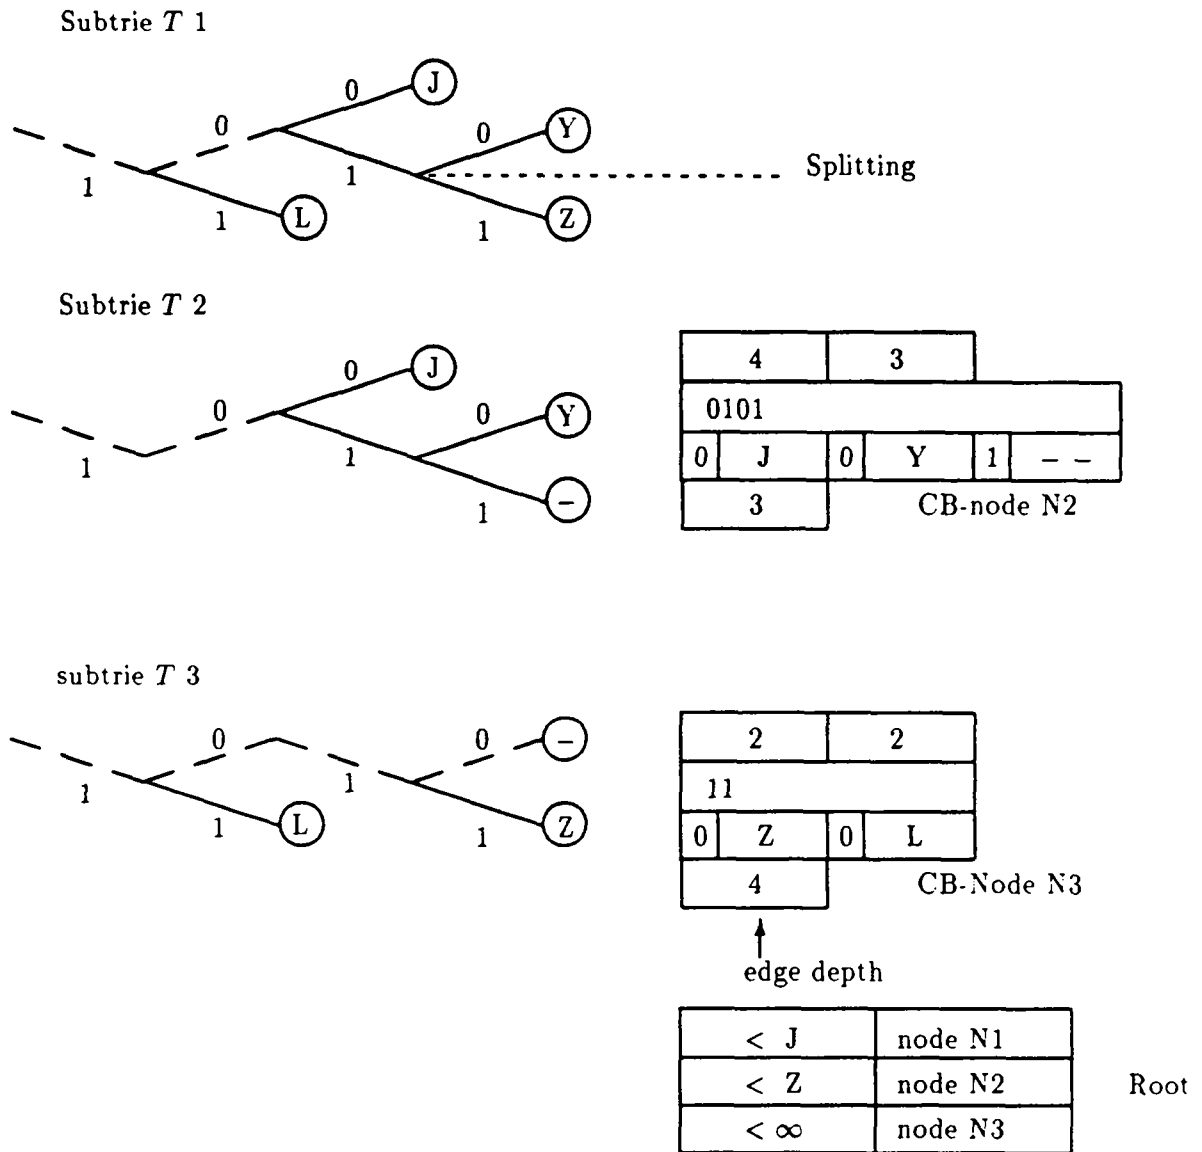 Subtrie T 1
0
J
0
0
Y
1
1
Splitting
1
L
1
Z
Subtrie T 2
0
J
0
0
Y
1
1
1
–
4 3
0101
0 J 0 Y 1 – –
3
CB-node N2
subtrie T 3
0
0
–
1
1
1
L
1
Z
2 2
11
0 Z 0 L
4
CB-Node N3
edge depth
< J node N1
< Z node N2
< ∞ node N3
Root